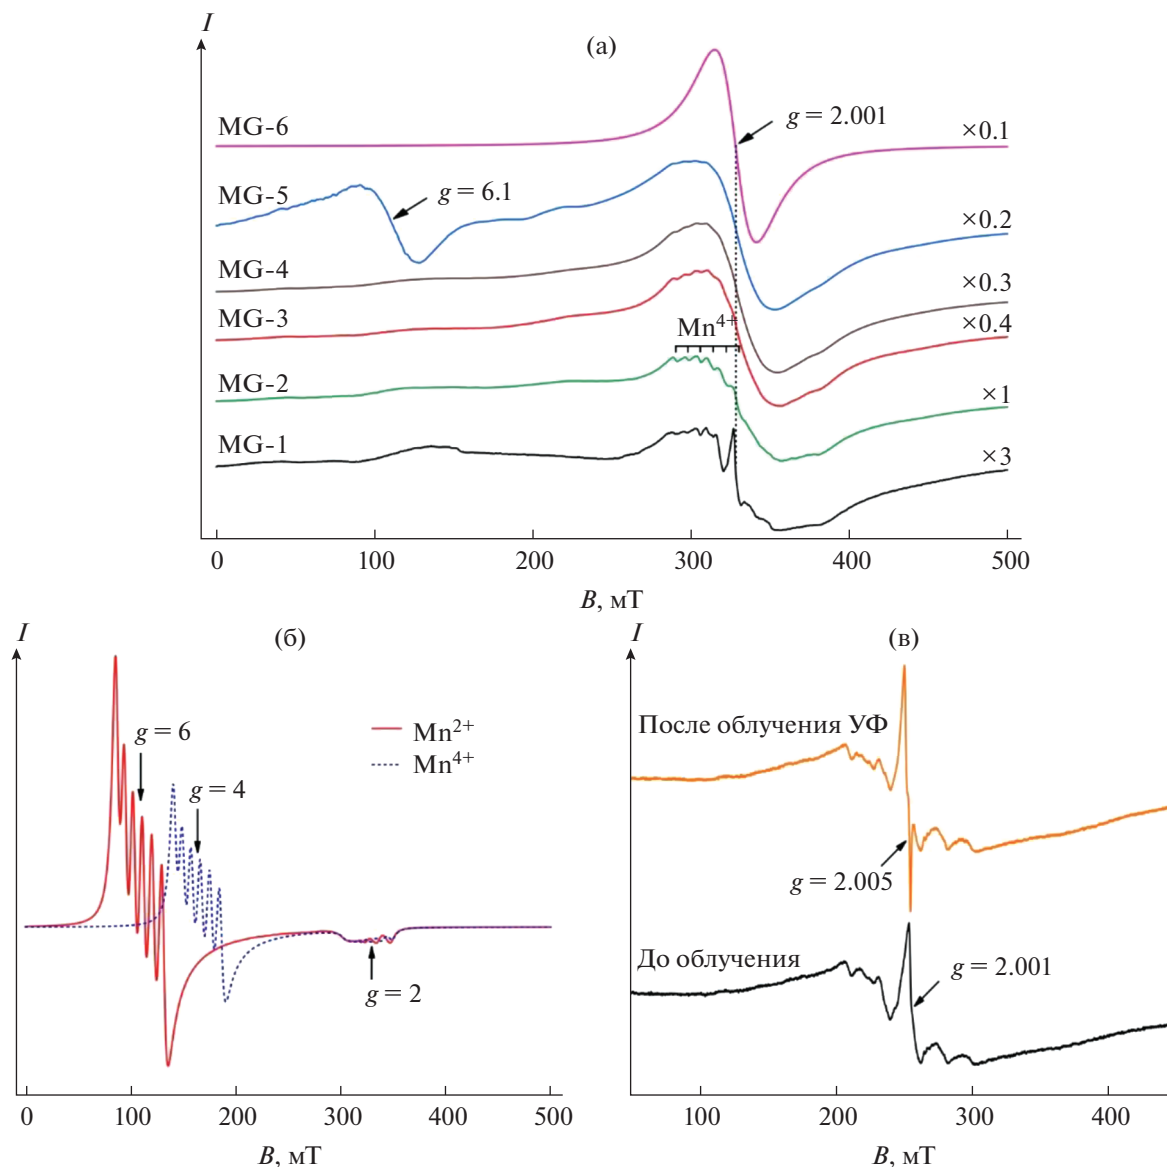 I
(а)
MG-6
g = 2.001
×0.1
MG-5
g = 6.1
×0.2
MG-4
×0.3
MG-3
Mn⁴⁺
×0.4
MG-2
×1
MG-1
×3
0 100 200 300 400 500
B, мТ
I
(б)
g = 6
Mn²⁺
Mn⁴⁺
g = 4
g = 2
0 100 200 300 400 500
B, мТ
I
(в)
После облучения УФ
g = 2.005
До облучения
g = 2.001
100 200 300 400
B, мТ